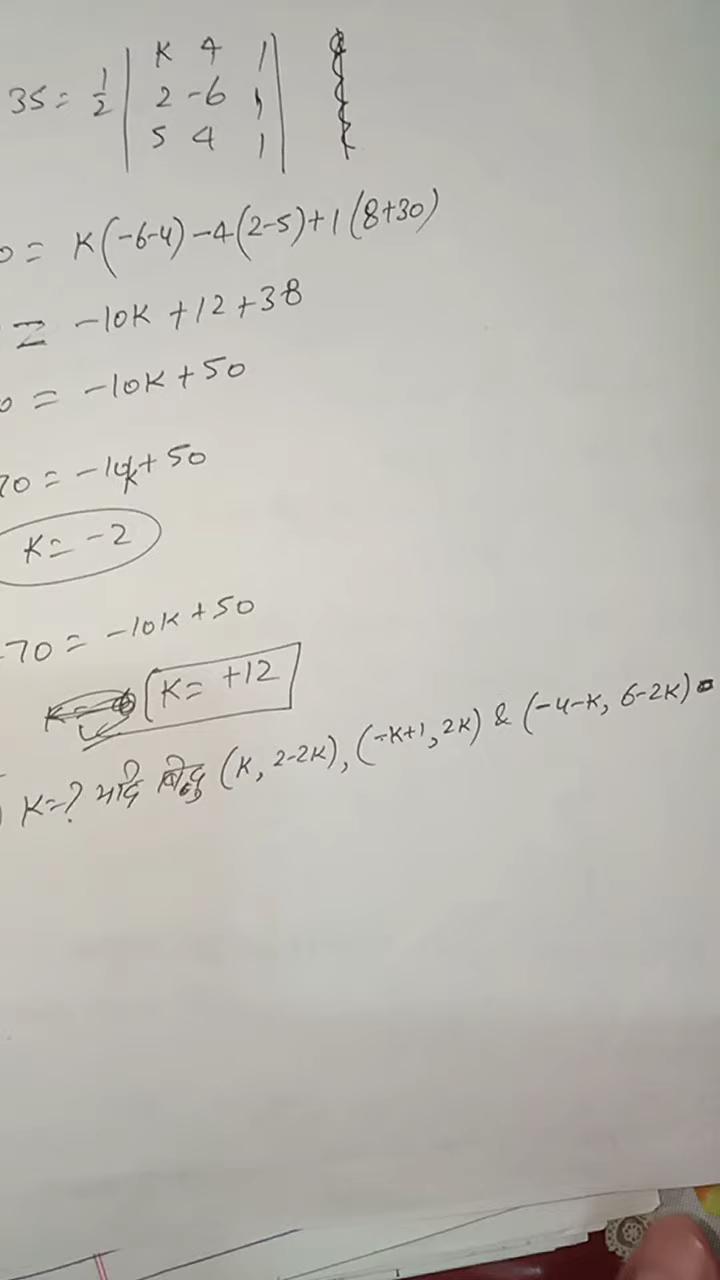 35 = 1/2 | K 4 1 |
| 2 -6 1 |
| 5 4 1 |
0 = K(-6-4) -4(2-5)+1(8+30)
= -10K +12 +38
0 = -10K + 50
70 = -10K + 50
K = -2
-70 = -10K + 50
K = +12
K=? यदि बिंदु (K, 2-2K), (-K+1, 2K) & (-4-K, 6-2K)